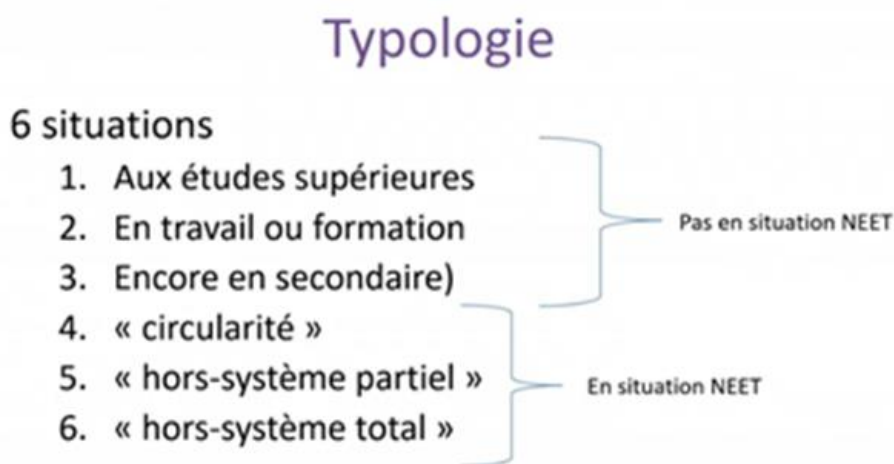 Typologie
6 situations
1. Aux études supérieures
2. En travail ou formation
3. Encore en secondaire)
Pas en situation NEET
4. « circularité »
5. « hors-système partiel »
6. « hors-système total »
En situation NEET